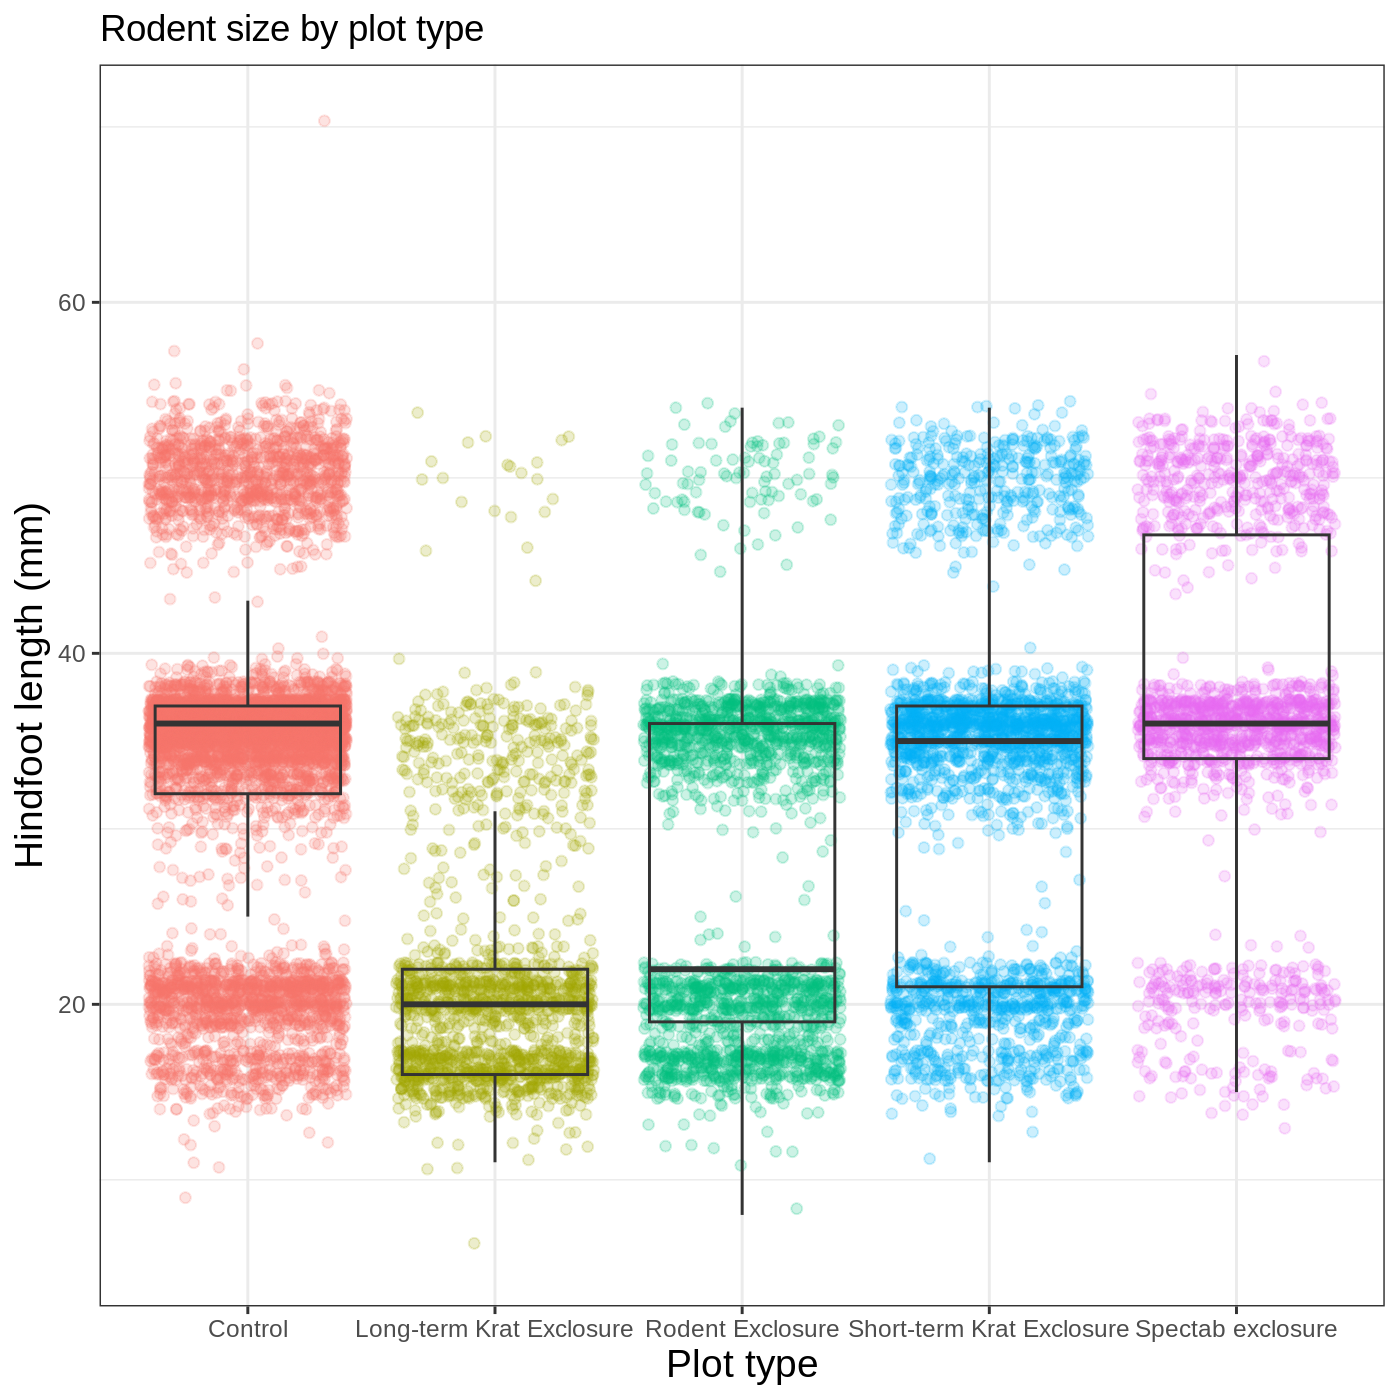 Rodent size by plot type
Hindfoot length (mm)
60
40
20
Control Long-term Krat Exclosure Rodent Exclosure Short-term Krat Exclosure Spectab exclosure
Plot type